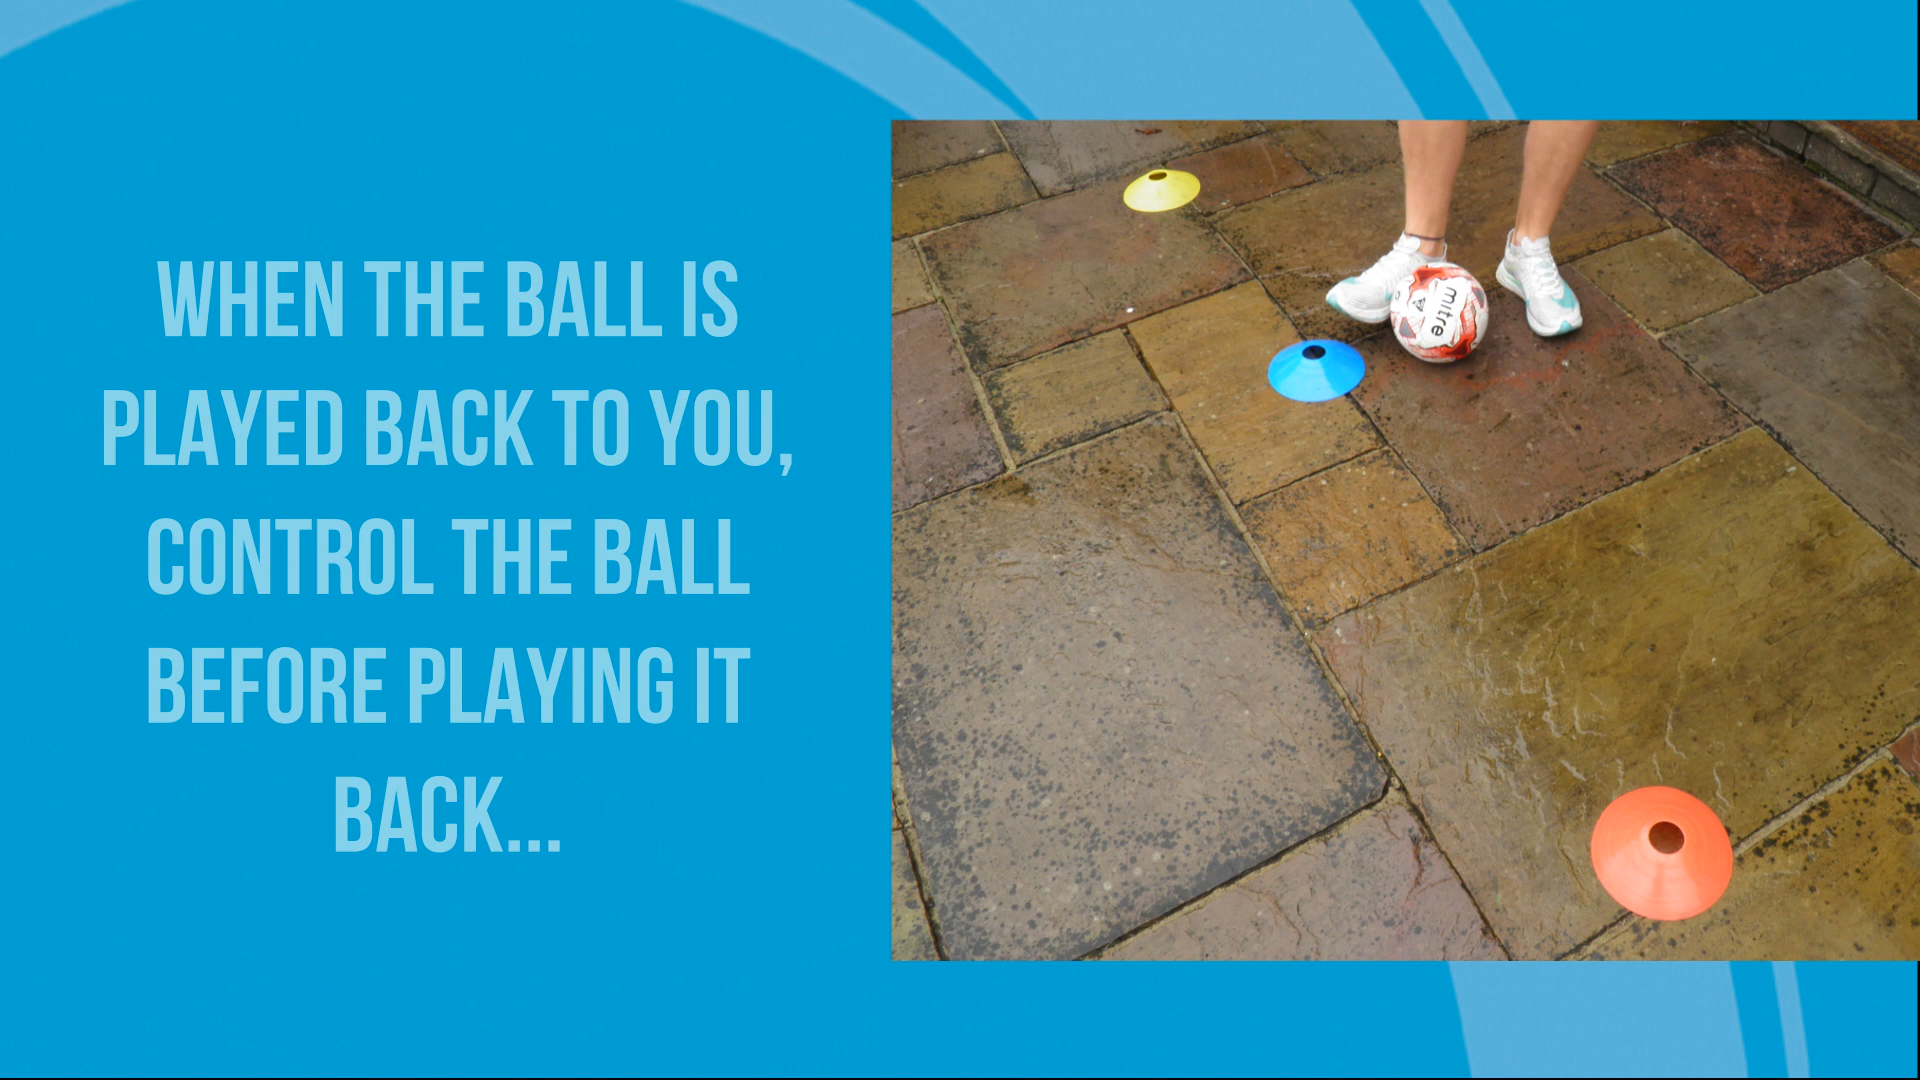 WHEN THE BALL IS
PLAYED BACK TO YOU,
CONTROL THE BALL
BEFORE PLAYING IT
BACK...
mitre